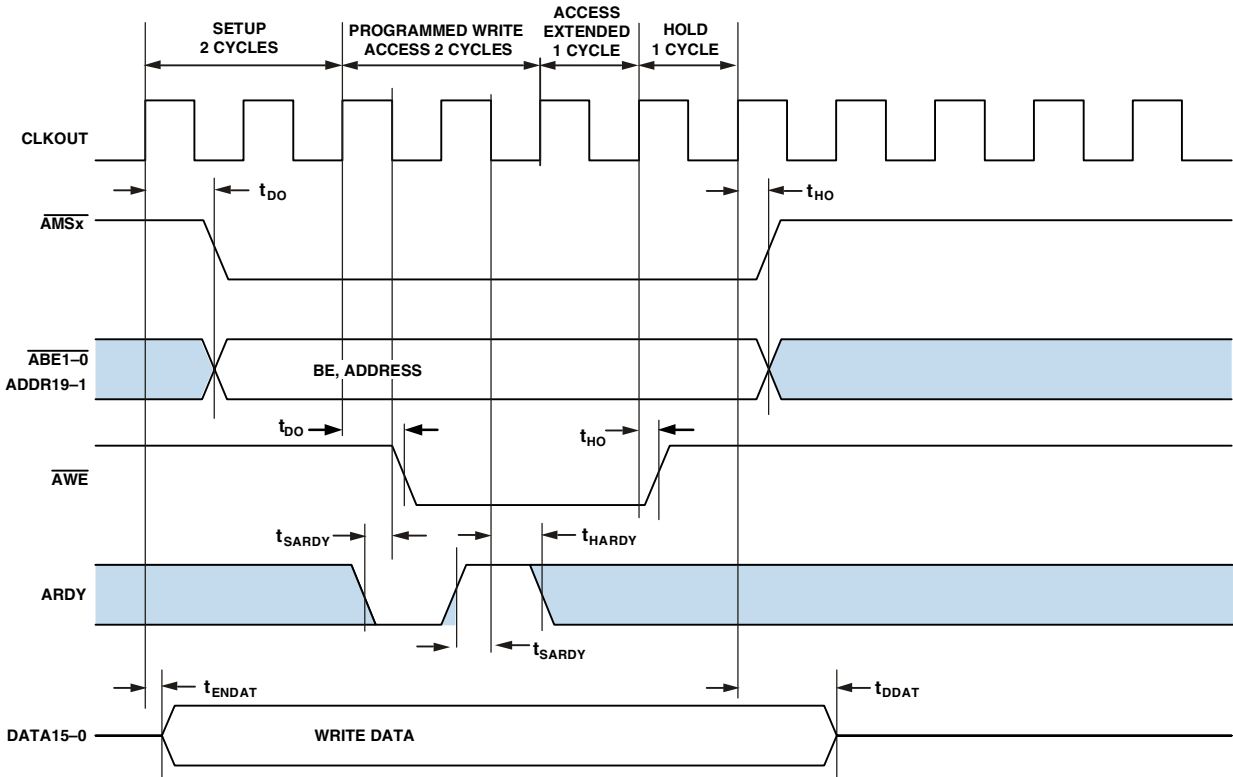 SETUP
2 CYCLES
PROGRAMMED WRITE
ACCESS 2 CYCLES
ACCESS
EXTENDED
1 CYCLE
HOLD
1 CYCLE
CLKOUT
tDO
tHO
AMSx
ABE1–0
ADDR19–1
BE, ADDRESS
tDO
tHO
AWE
tSARDY
tHARDY
ARDY
tSARDY
tENDAT
tDDAT
DATA15–0
WRITE DATA